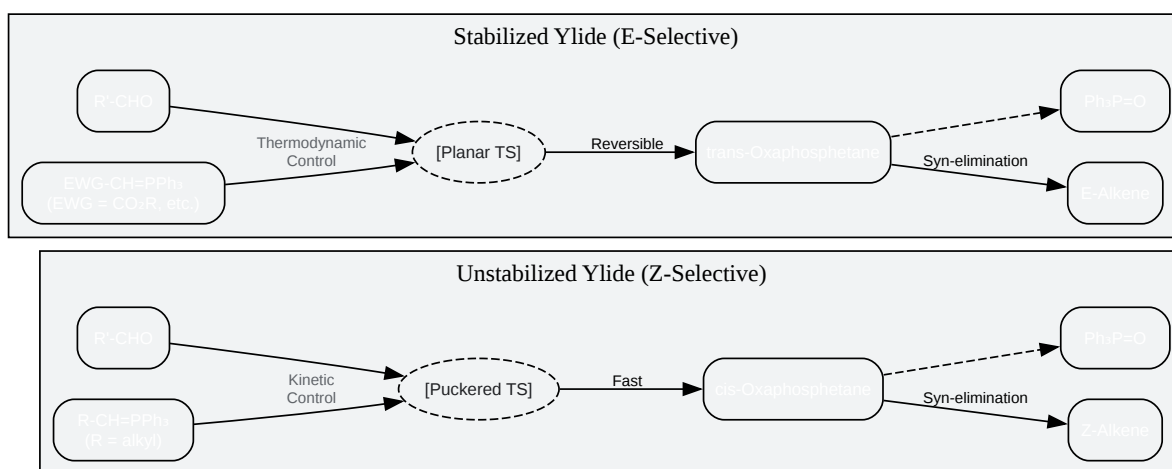 Stabilized Ylide (E-Selective)
R'-CHO
EWG-CH=PPh₃
(EWG = CO₂R, etc.)
Thermodynamic
Control
[Planar TS]
Reversible
trans-Oxaphosphetane
Syn-elimination
Ph₃P=O
E-Alkene
Unstabilized Ylide (Z-Selective)
R'-CHO
R-CH=PPh₃
(R = alkyl)
Kinetic
Control
[Puckered TS]
Fast
cis-Oxaphosphetane
Syn-elimination
Ph₃P=O
Z-Alkene